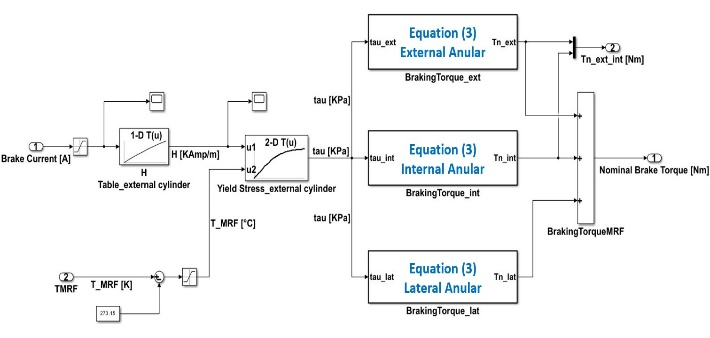 Equation (3)
External Anular
tau_ext
Tn_ext
BrakingTorque_ext
2
Tn_ext_int [Nm]
tau [KPa]
1
Brake Current [A]
1-D T(u)
H [KAmp/m]
H
Table_external cylinder
2-D T(u)
u1
u2
Yield Stress_external cylinder
tau [KPa]
Equation (3)
Internal Anular
tau_int
Tn_int
BrakingTorque_int
+
+
+
BrakingTorqueMRF
1
Nominal Brake Torque [Nm]
T_MRF [°C]
tau [KPa]
2
TMRF
T_MRF [K]
273.15
Equation (3)
Lateral Anular
tau_lat
Tn_lat
BrakingTorque_lat